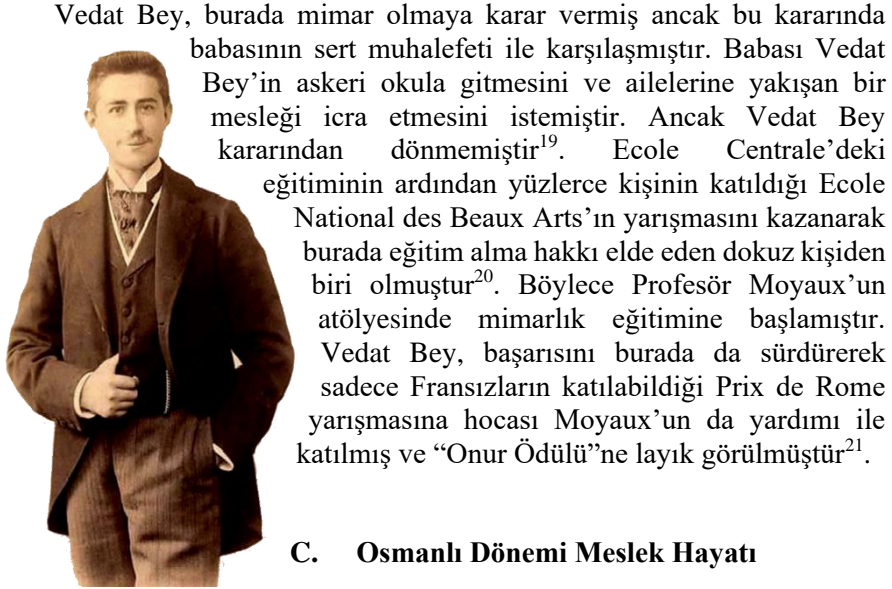 Vedat Bey, burada mimar olmaya karar vermiş ancak bu kararında
babasının sert muhalefeti ile karşılaşmıştır. Babası Vedat
Bey’in askeri okula gitmesini ve ailelerine yakışan bir
mesleği icra etmesini istemiştir. Ancak Vedat Bey
kararından dönmemiştir19. Ecole Centrale’deki
eğitiminin ardından yüzlerce kişinin katıldığı Ecole
National des Beaux Arts’ın yarışmasını kazanarak
burada eğitim alma hakkı elde eden dokuz kişiden
biri olmuştur20. Böylece Profesör Moyaux’un
atölyesinde mimarlık eğitimine başlamıştır.
Vedat Bey, başarısını burada da sürdürerek
sadece Fransızların katılabildiği Prix de Rome
yarışmasına hocası Moyaux’un da yardımı ile
katılmış ve “Onur Ödülü”ne layık görülmüştür21.
C. Osmanlı Dönemi Meslek Hayatı